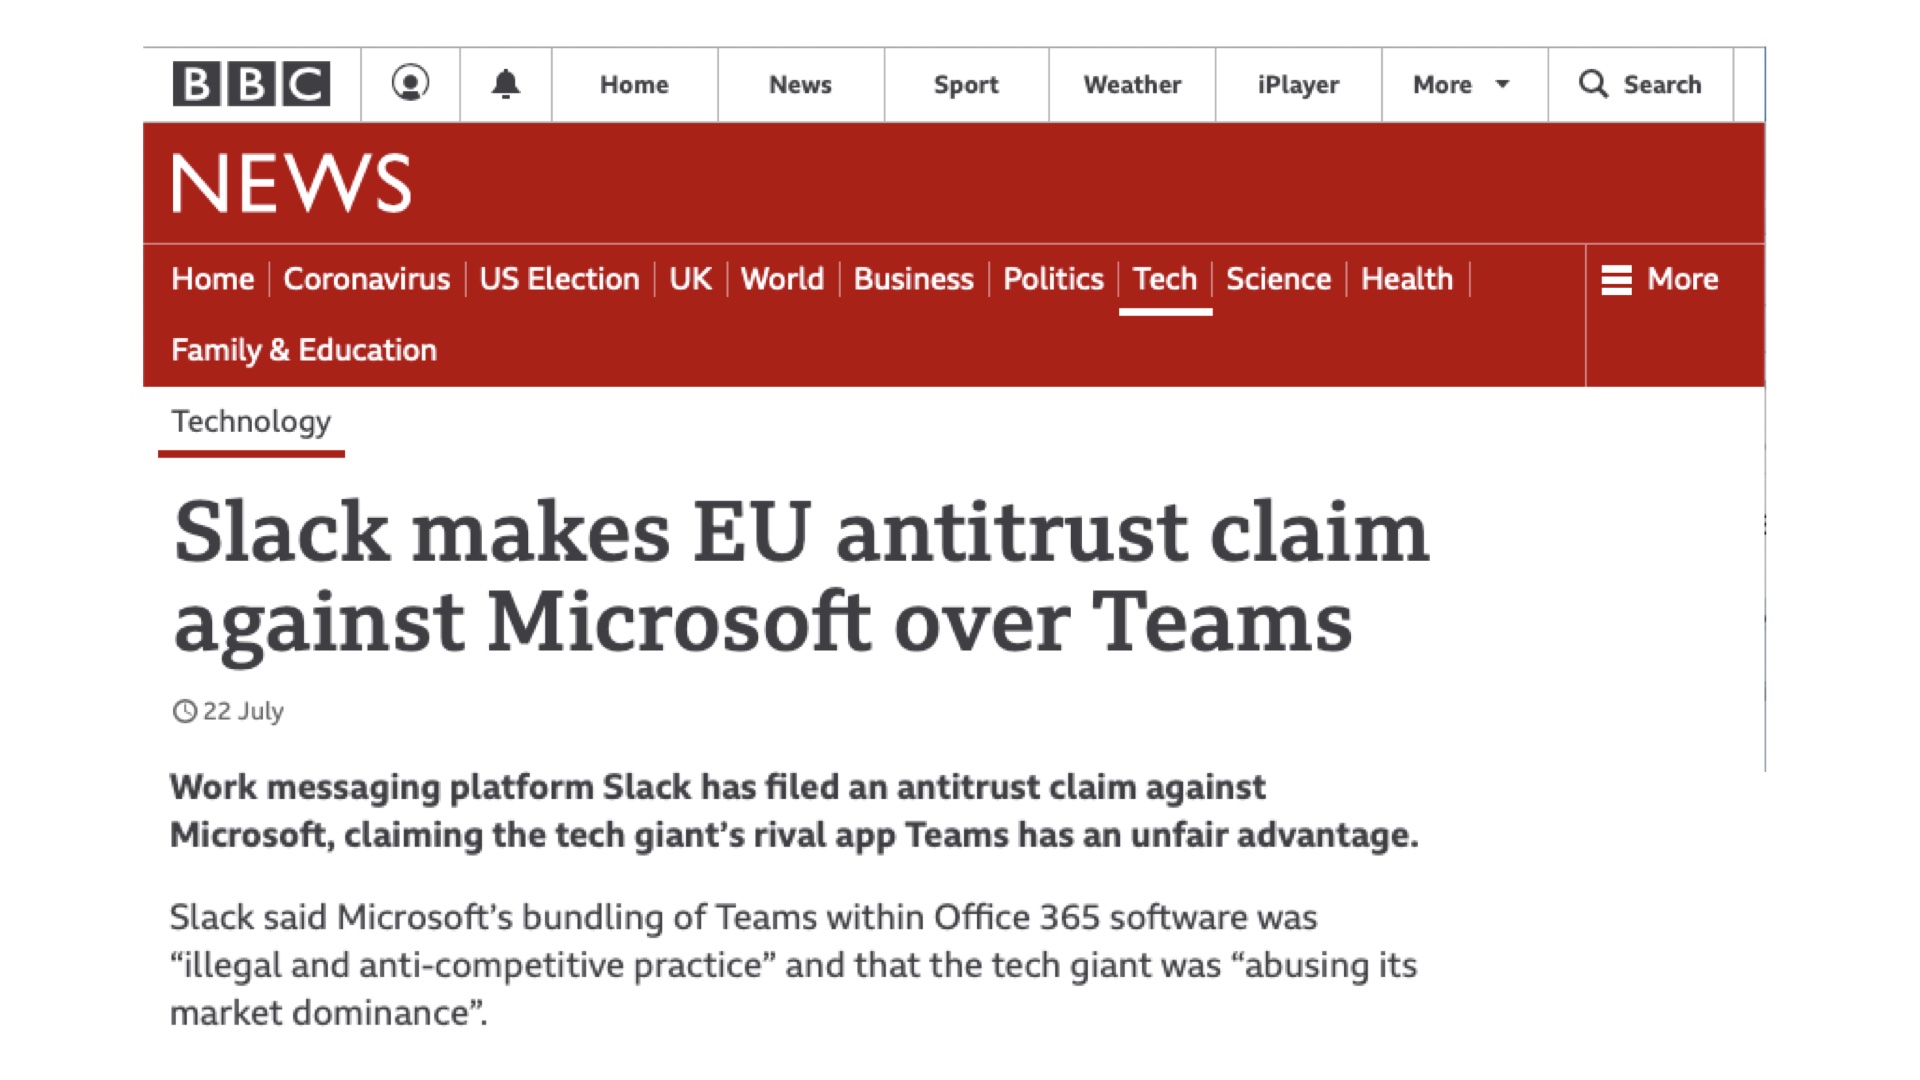 BBC Home News Sport Weather iPlayer More Search
NEWS
Home Coronavirus US Election UK World Business Politics Tech Science Health More
Family & Education
Technology
Slack makes EU antitrust claim
against Microsoft over Teams
22 July
Work messaging platform Slack has filed an antitrust claim against
Microsoft, claiming the tech giant’s rival app Teams has an unfair advantage.
Slack said Microsoft’s bundling of Teams within Office 365 software was
“illegal and anti-competitive practice” and that the tech giant was “abusing its
market dominance”.